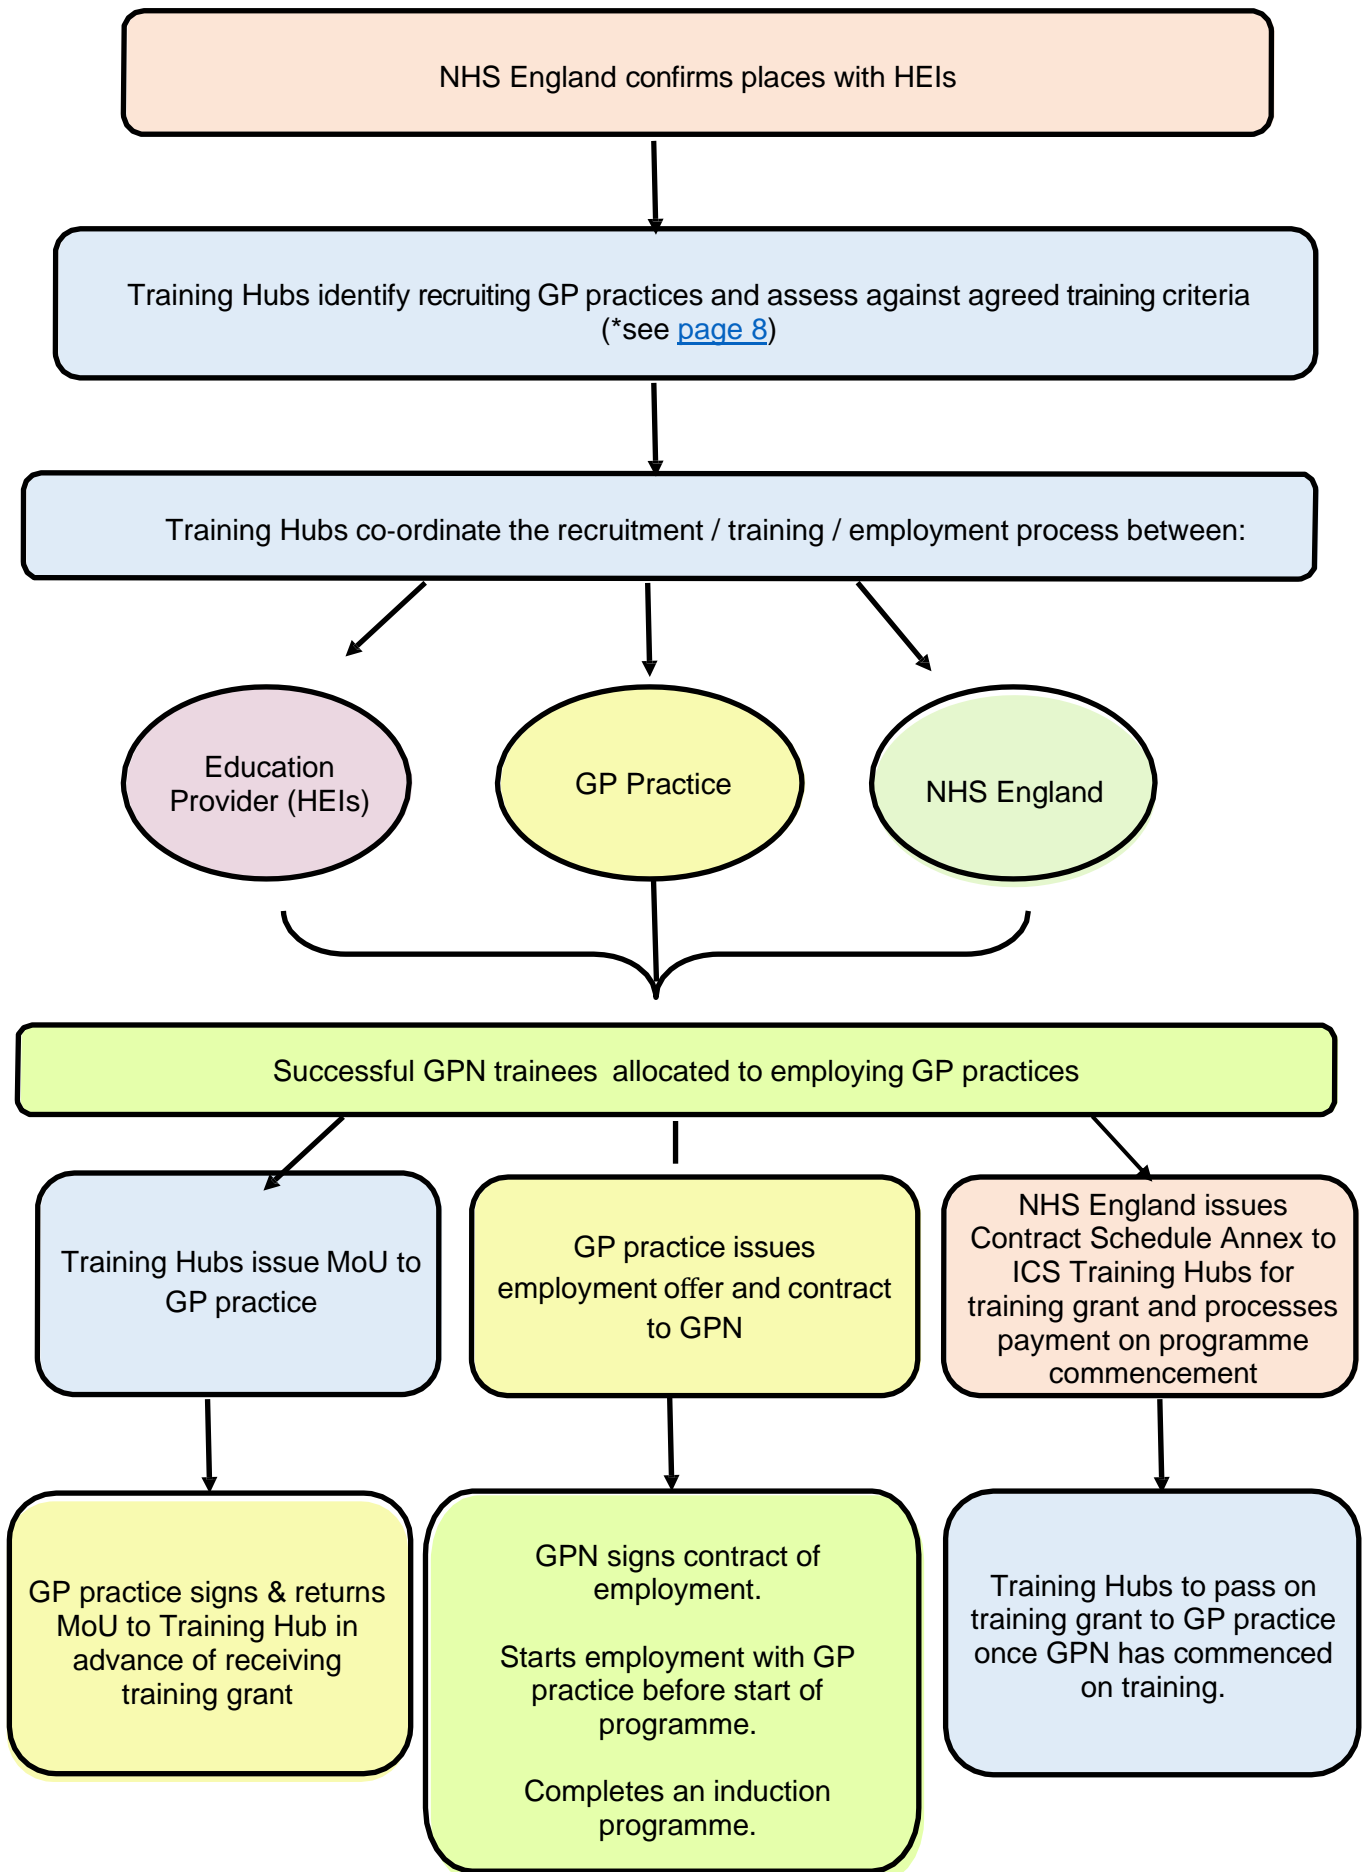 NHS England confirms places with HEIs
Training Hubs identify recruiting GP practices and assess against agreed training criteria
(*see page 8)
Training Hubs co-ordinate the recruitment / training / employment process between:
Education
Provider (HEIs)
GP Practice
NHS England
Successful GPN trainees allocated to employing GP practices
Training Hubs issue MoU to
GP practice
GP practice issues
employment offer and contract
to GPN
NHS England issues
Contract Schedule Annex to
ICS Training Hubs for
training grant and processes
payment on programme
commencement
GP practice signs & returns
MoU to Training Hub in
advance of receiving
training grant
GPN signs contract of
employment.
Starts employment with GP
practice before start of
programme.
Completes an induction
programme.
Training Hubs to pass on
training grant to GP practice
once GPN has commenced
on training.